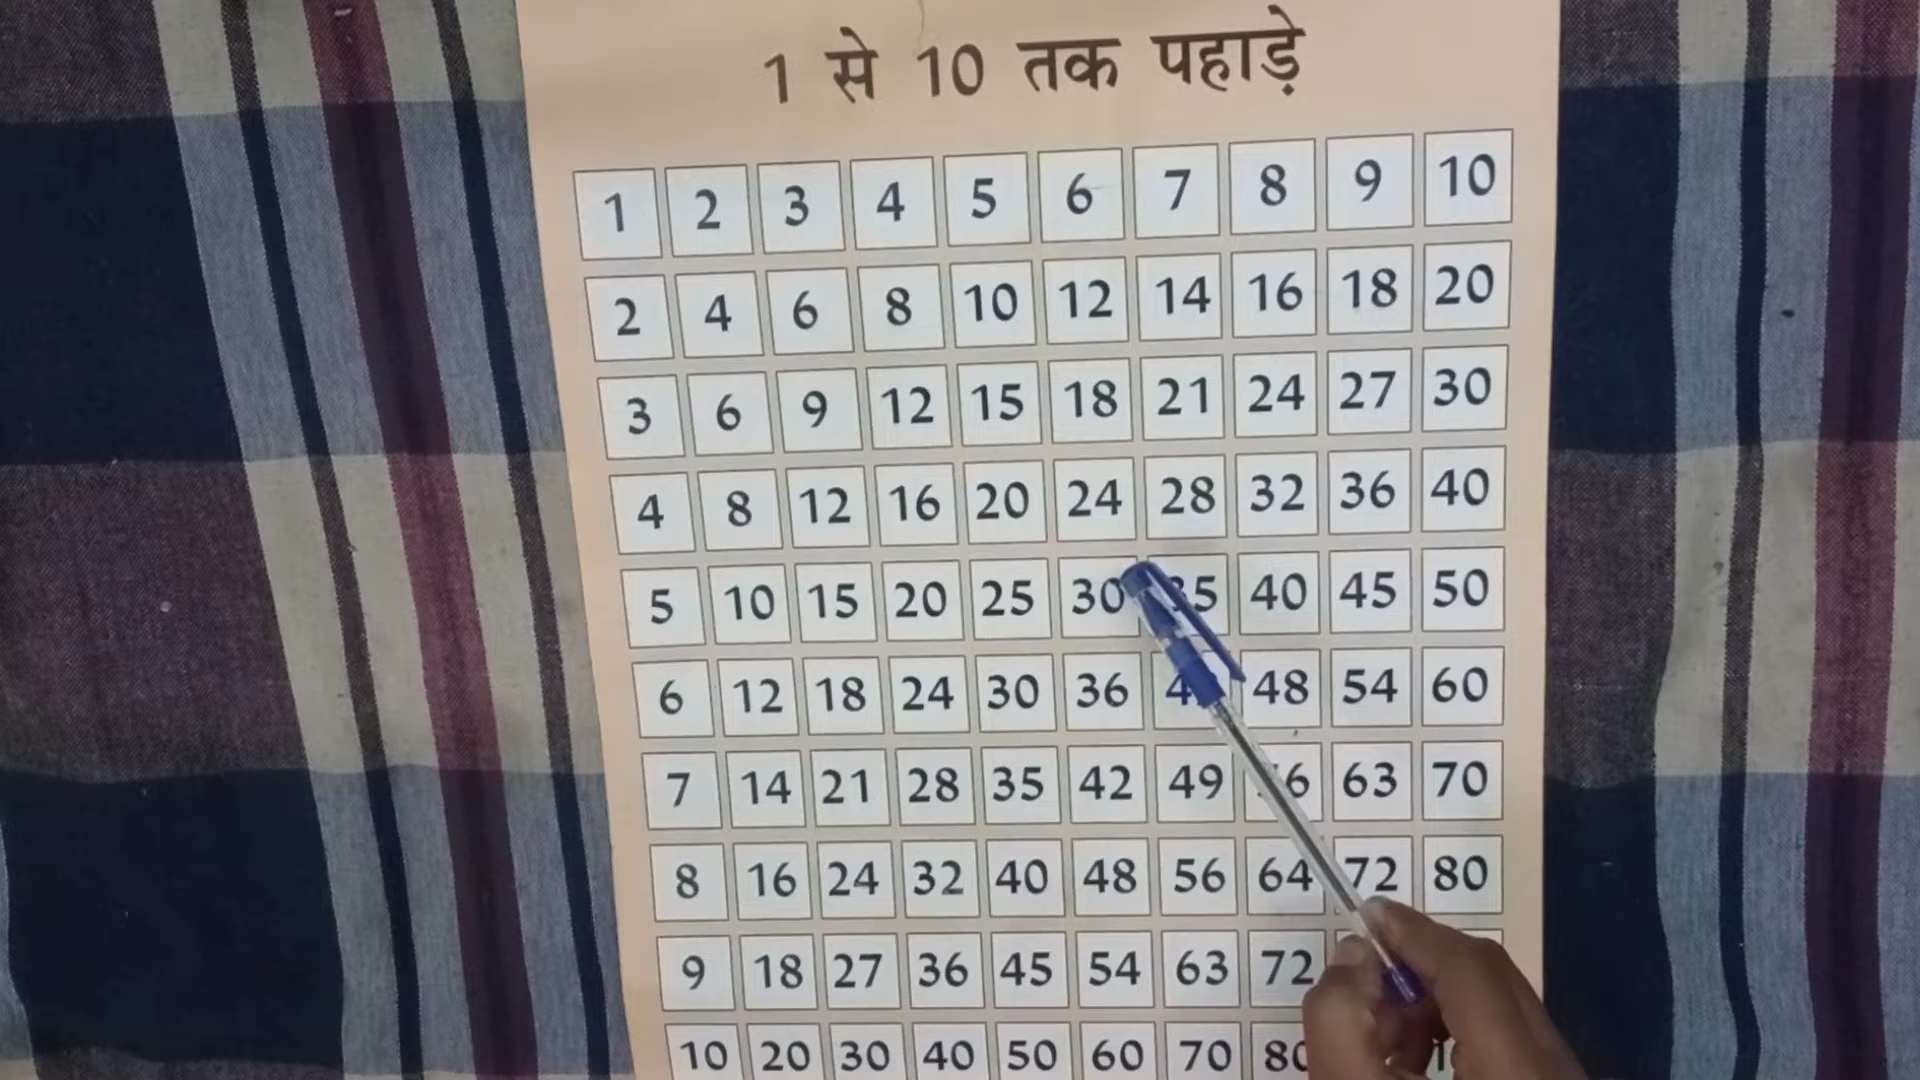 1 से 10 तक पहाड़े
1 2 3 4 5 6 7 8 9 10
2 4 6 8 10 12 14 16 18 20
3 6 9 12 15 18 21 24 27 30
4 8 12 16 20 24 28 32 36 40
5 10 15 20 25 30 40 45 50
6 12 18 24 30 36 48 54 60
7 14 21 28 35 42 49 63 70
8 16 24 32 40 48 56 64 72 80
9 18 27 36 45 54 63 72
10 20 30 40 50 60 70 80